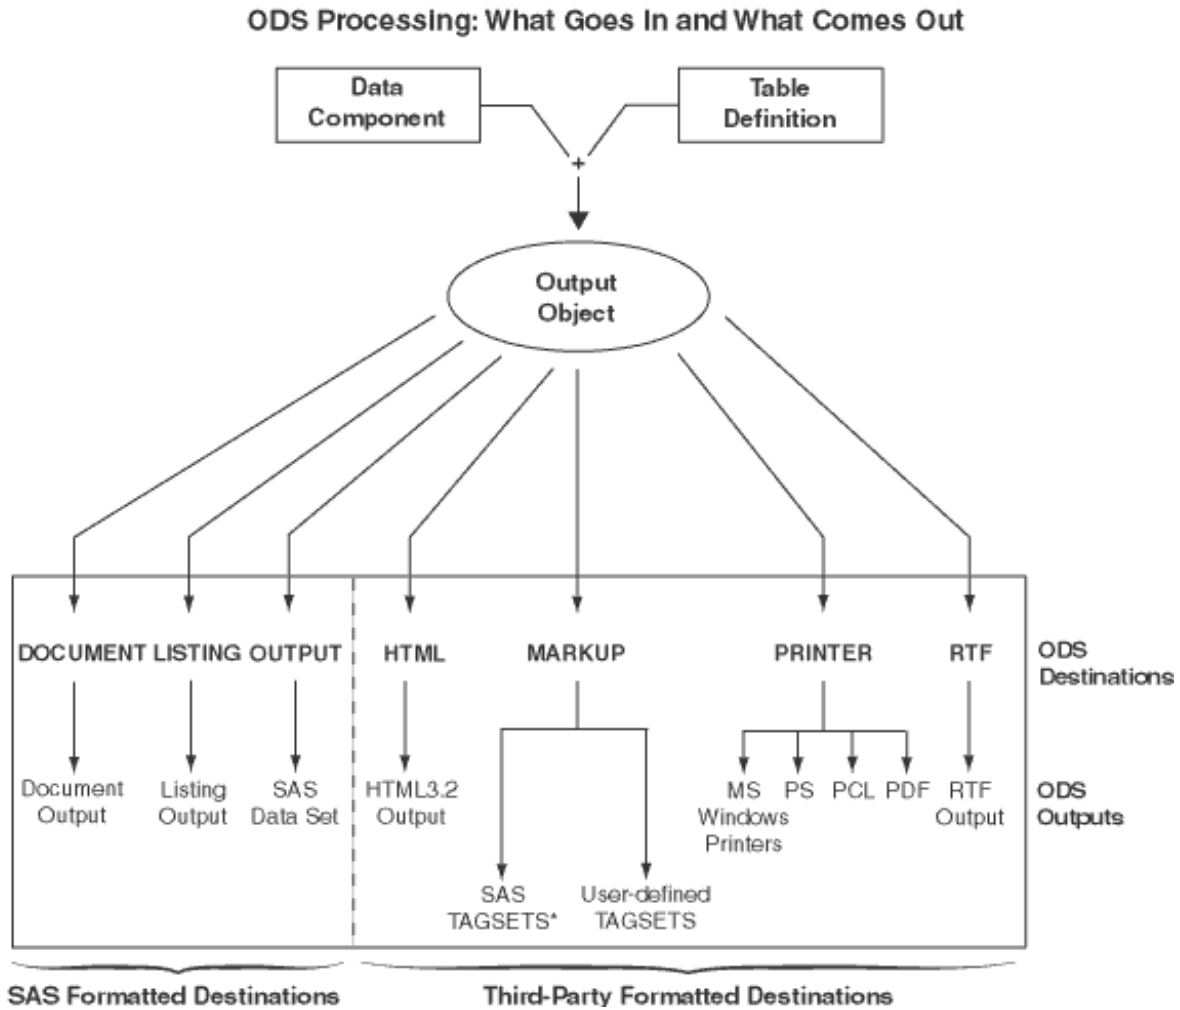 ODS Processing: What Goes In and What Comes Out
Data
Component
Table
Definition
+
Output
Object
DOCUMENT LISTING OUTPUT HTML MARKUP PRINTER RTF
ODS
Destinations
Document
Output
Listing
Output
SAS
Data Set
HTML3.2
Output
MS
Windows
Printers
PS
PCL
PDF
RTF
Output
ODS
Outputs
SAS
TAGSETS*
User-defined
TAGSETS
SAS Formatted Destinations
Third-Party Formatted Destinations